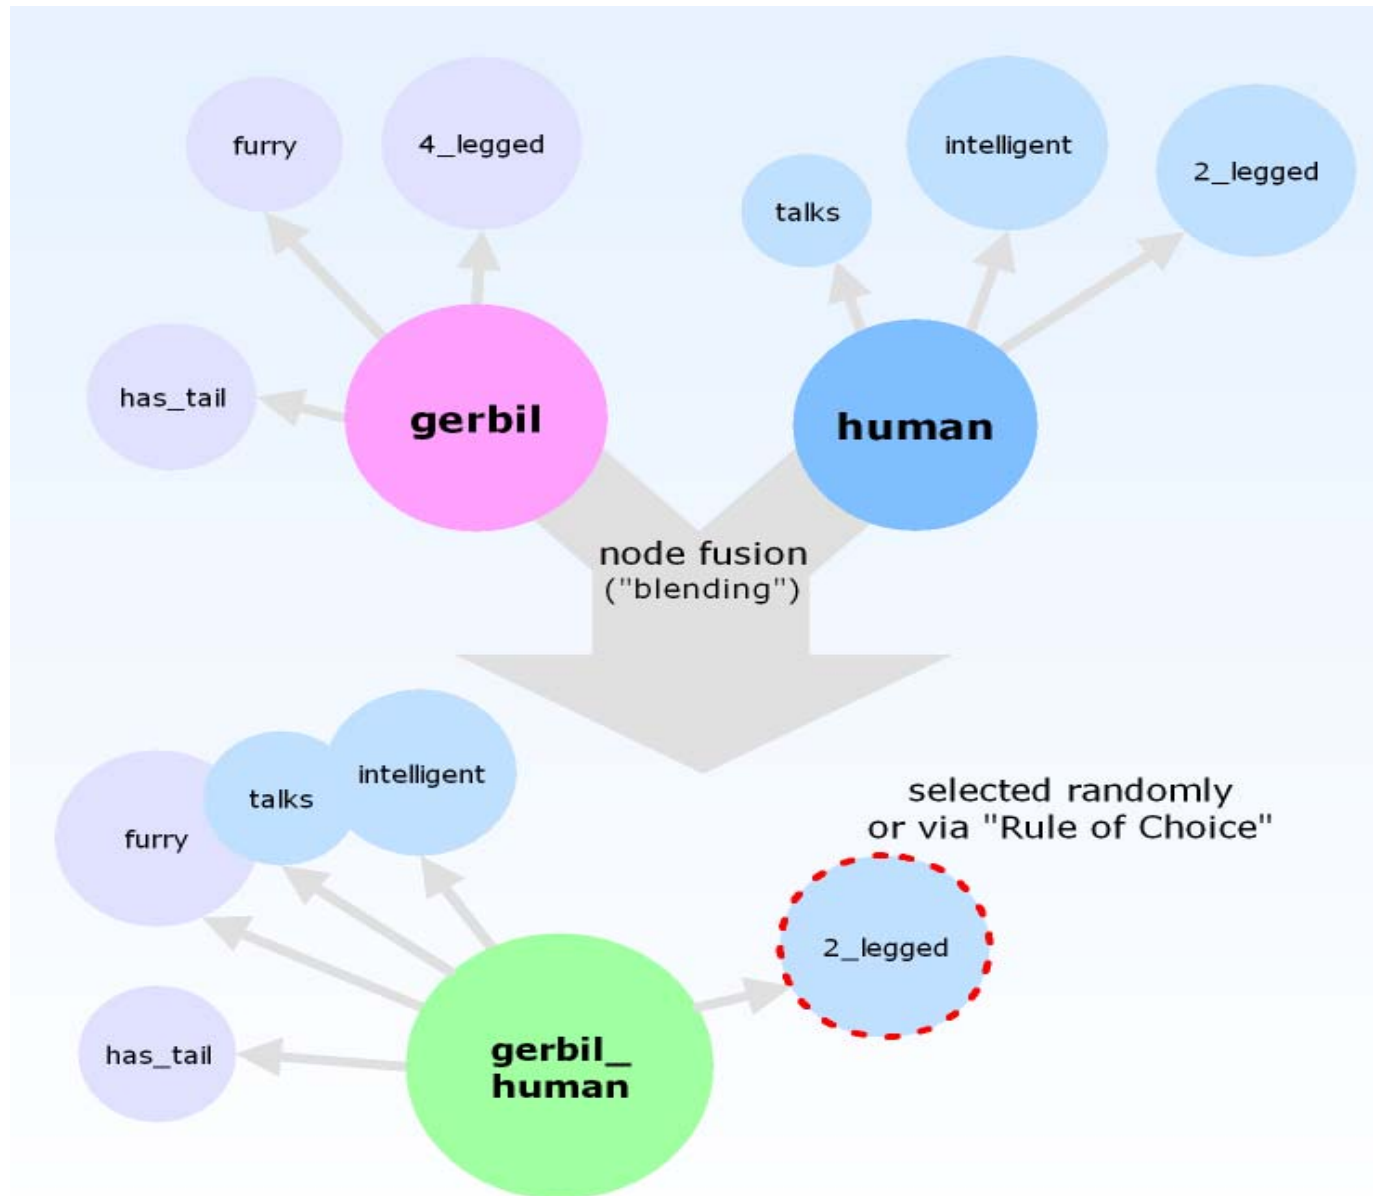 furry
4_legged
intelligent
2_legged
talks
has_tail
gerbil
human
node fusion
("blending")
intelligent
talks
furry
selected randomly
or via "Rule of Choice"
2_legged
has_tail
gerbil_
human